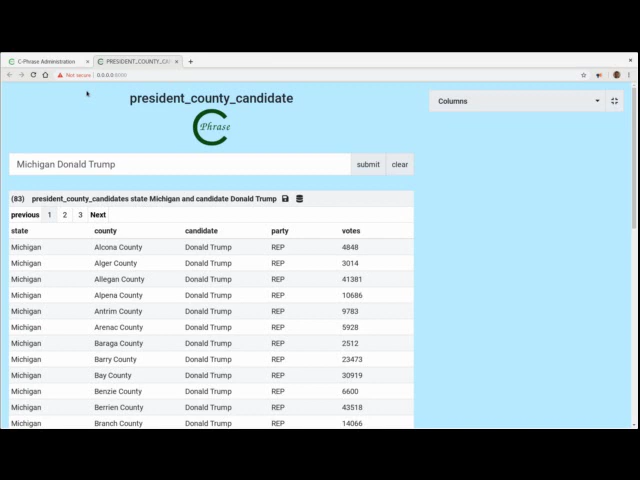 C-Phrase Administration × PRESIDENT_COUNTY_CA × +
Not secure | 0.0.0.0:8080
president_county_candidate
C Phrase
Columns
Michigan Donald Trump submit clear
(83) president_county_candidates state Michigan and candidate Donald Trump
previous 1 2 3 Next
state county candidate party votes
Michigan Alcona County Donald Trump REP 4848
Michigan Alger County Donald Trump REP 3014
Michigan Allegan County Donald Trump REP 41381
Michigan Alpena County Donald Trump REP 10686
Michigan Antrim County Donald Trump REP 9783
Michigan Arenac County Donald Trump REP 5928
Michigan Baraga County Donald Trump REP 2512
Michigan Barry County Donald Trump REP 23473
Michigan Bay County Donald Trump REP 30919
Michigan Benzie County Donald Trump REP 6600
Michigan Berrien County Donald Trump REP 43518
Michigan Branch County Donald Trump REP 14066